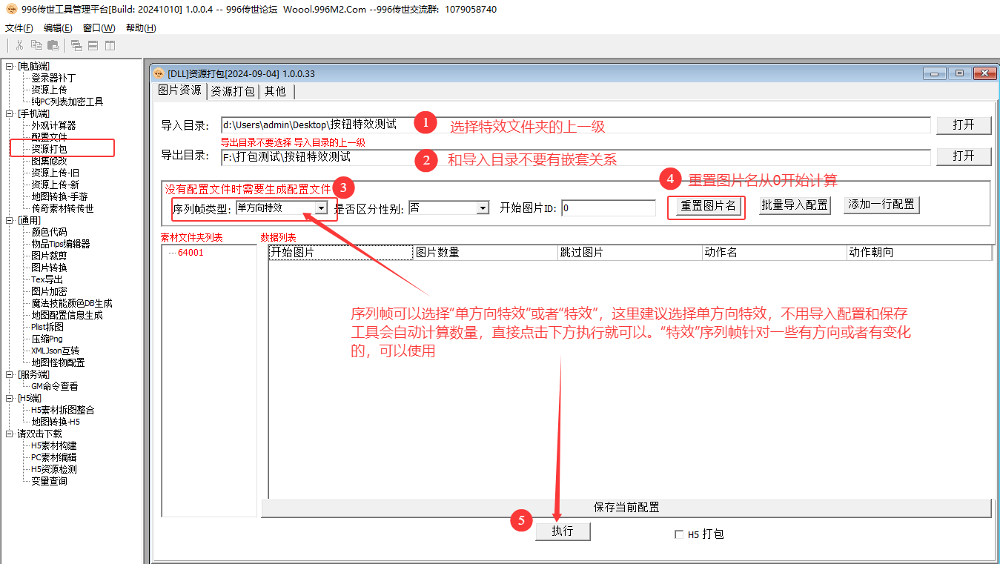 996传世工具管理平台[Build: 20241010] 1.0.0.4 -- 996传世论坛 Woool.996M2.Com --996传世交流群: 1079058740
文件(F) 编辑(E) 窗口(W) 帮助(H)
[电脑端]
登录器补丁
资源上传
纯PC列表加密工具
[手机端]
外观计算器
配置文件
资源打包
图集修改
资源上传-旧
资源上传-新
地图转换-手游
传奇素材转传世
[通用]
颜色代码
物品Tips编辑器
图片裁剪
图片转换
Tex导出
图片加密
魔法技能颜色DB生成
地图配置信息生成
Plist拆图
压缩Png
XMLJson互转
地图怪物配置
[服务端]
GM命令查看
[H5端]
H5素材拆图整合
地图转换-H5
请双击下载
H5素材构建
PC素材编辑
H5资源检测
变量查询
[DLL]资源打包[2024-09-04] 1.0.0.33
图片资源 资源打包 其他
导入目录: d:\Users\admin\Desktop\按钮特效测试 1 选择特效文件夹的上一级 打开
导出目录不要选择 导入目录的上一级
导出目录: F:\打包测试\按钮特效测试 2 和导入目录不要有嵌套关系 打开
没有配置文件时需要生成配置文件 3 4 重置图片名从0开始计算
序列帧类型: 单方向特效 是否区分性别: 否 开始图片ID: 0 重置图片名 批量导入配置 添加一行配置
素材文件夹列表 数据列表
64001 开始图片 图片数量 跳过图片 动作名 动作朝向
序列帧可以选择“单方向特效”或者“特效”，这里建议选择单方向特效，不用导入配置和保存
工具会自动计算数量，直接点击下方执行就可以。“特效”序列帧针对一些有方向或者有变化
的，可以使用
保存当前配置
5 执行 H5 打包